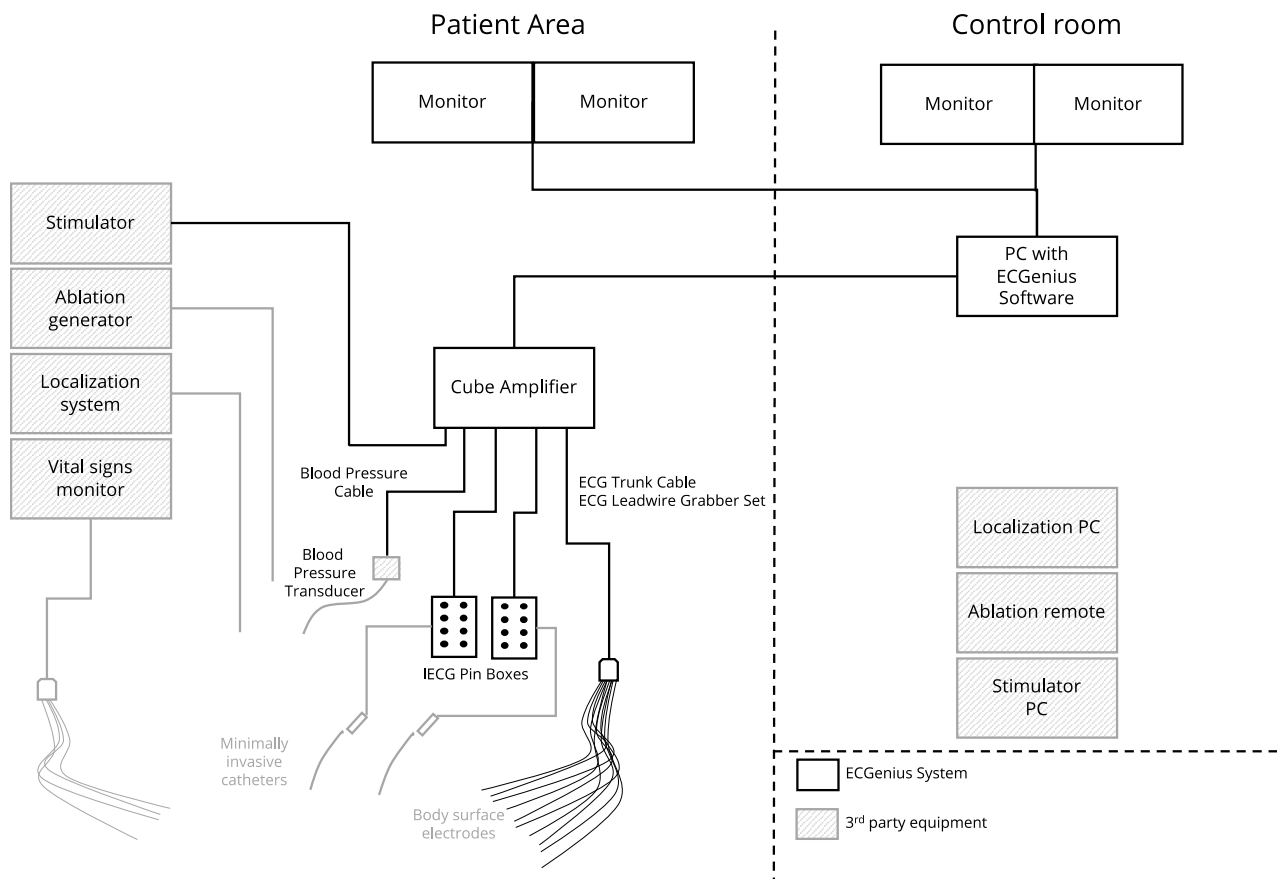 Patient Area
Control room
Monitor
Monitor
Monitor
Monitor
Stimulator
PC with
ECGenius
Software
Ablation
generator
Localization
system
Cube Amplifier
Vital signs
monitor
Blood Pressure
Cable
ECG Trunk Cable
ECG Leadwire Grabber Set
Localization PC
Blood
Pressure
Transducer
Ablation remote
IECG Pin Boxes
Stimulator
PC
Minimally
invasive
catheters
Body surface
electrodes
ECGenius System
3rd party equipment